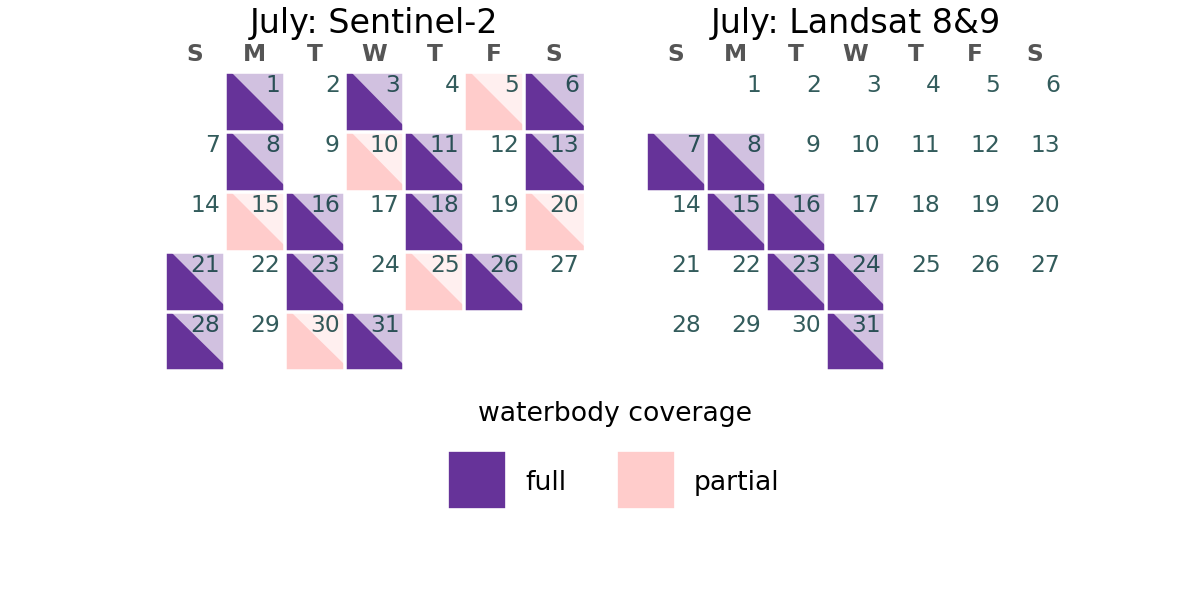 July: Sentinel-2
S M T W T F S
1 2 3 4 5 6
7 8 9 10 11 12 13
14 15 16 17 18 19 20
21 22 23 24 25 26 27
28 29 30 31
July: Landsat 8&9
S M T W T F S
1 2 3 4 5 6
7 8 9 10 11 12 13
14 15 16 17 18 19 20
21 22 23 24 25 26 27
28 29 30 31
waterbody coverage
full partial